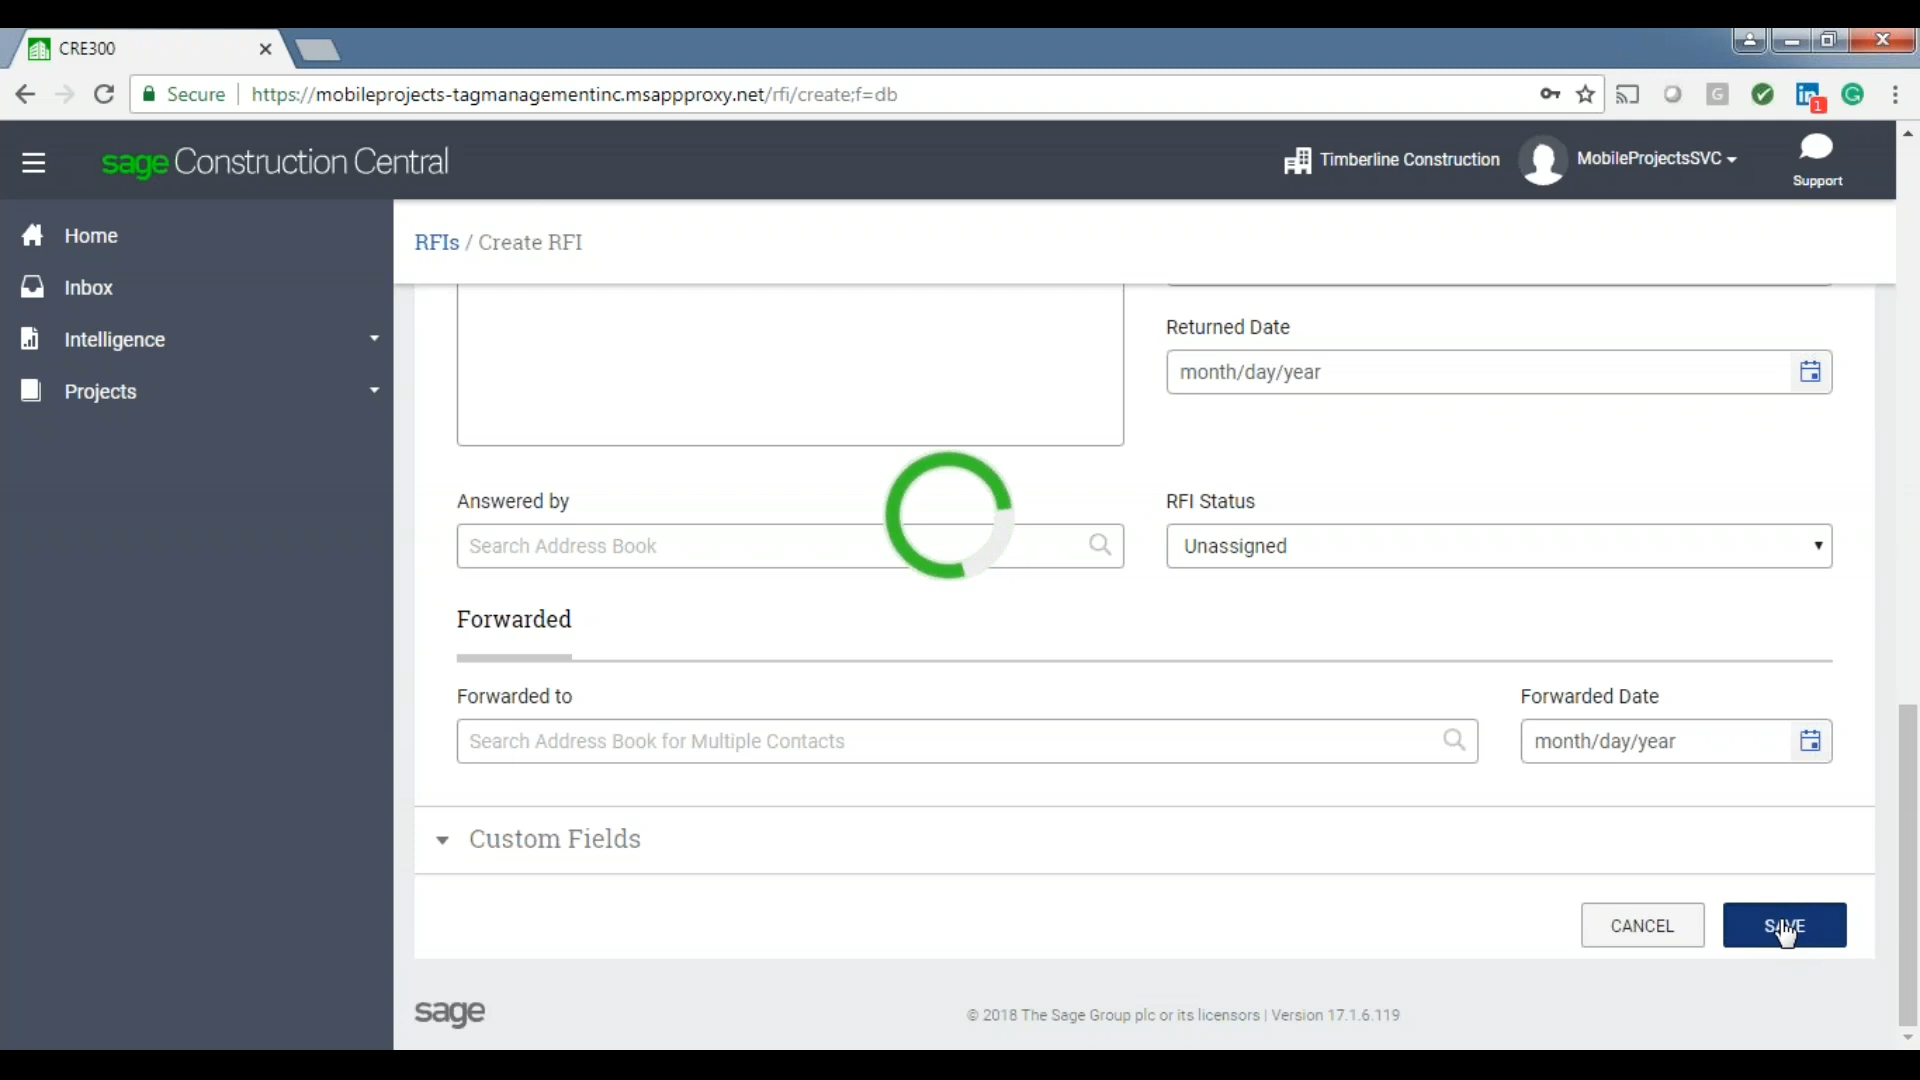 CRE300
Secure
https://mobileprojects-tagmanagementinc.msappproxy.net/rfi/create;f=db
G
in
1
G
sage Construction Central
Timberline Construction
MobileProjectsSVC
Support
Home
Inbox
Intelligence
Projects
RFIs / Create RFI
Returned Date
month/day/year
Answered by
Search Address Book
RFI Status
Unassigned
Forwarded
Forwarded to
Search Address Book for Multiple Contacts
Forwarded Date
month/day/year
Custom Fields
CANCEL
SAVE
sage
© 2018 The Sage Group plc or its licensors | Version 17.1.6.119